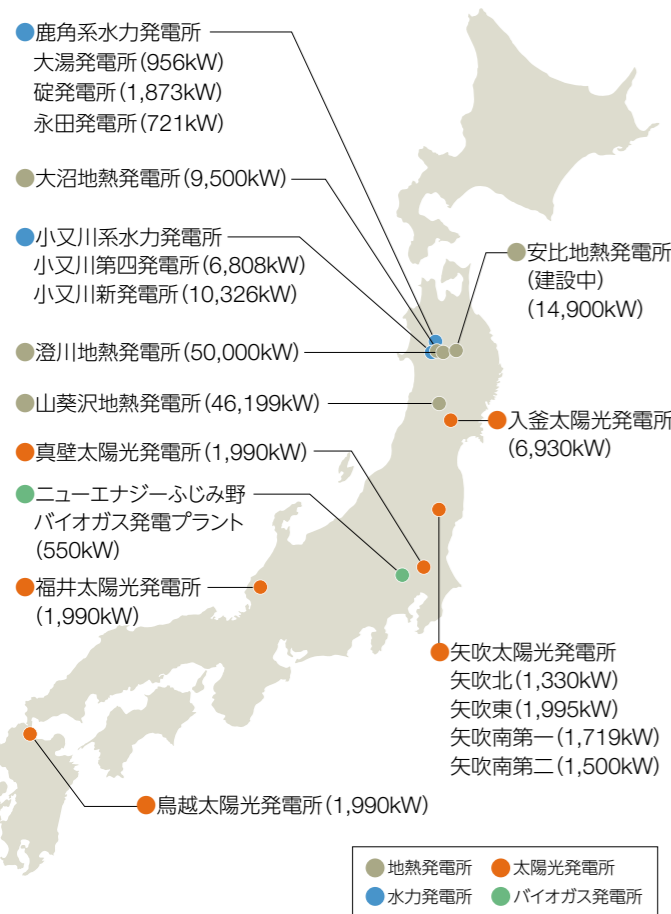 鹿角系水力発電所
大湯発電所(956kW)
碇発電所(1,873kW)
永田発電所(721kW)
大沼地熱発電所(9,500kW)
小又川系水力発電所
小又川第四発電所(6,808kW)
小又川新発電所(10,326kW)
安比地熱発電所
(建設中)
(14,900kW)
澄川地熱発電所(50,000kW)
山葵沢地熱発電所(46,199kW)
入釜太陽光発電所
(6,930kW)
真壁太陽光発電所(1,990kW)
ニューエナジーふじみ野
バイオガス発電プラント
(550kW)
福井太陽光発電所
(1,990kW)
矢吹太陽光発電所
矢吹北(1,330kW)
矢吹東(1,995kW)
矢吹南第一(1,719kW)
矢吹南第二(1,500kW)
鳥越太陽光発電所(1,990kW)
地熱発電所 太陽光発電所
水力発電所 バイオガス発電所